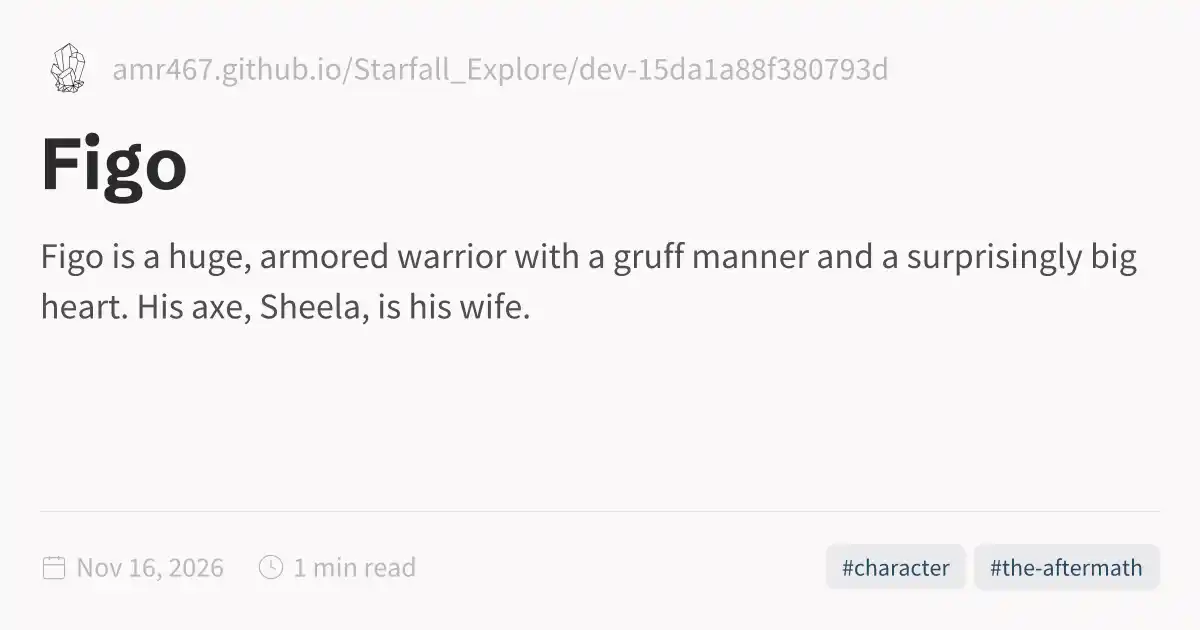 amr467.github.io/Starfall_Explore/dev-15da1a88f380793d
Figo
Figo is a huge, armored warrior with a gruff manner and a surprisingly big
heart. His axe, Sheela, is his wife.
Nov 16, 2026 1 min read #character #the-aftermath